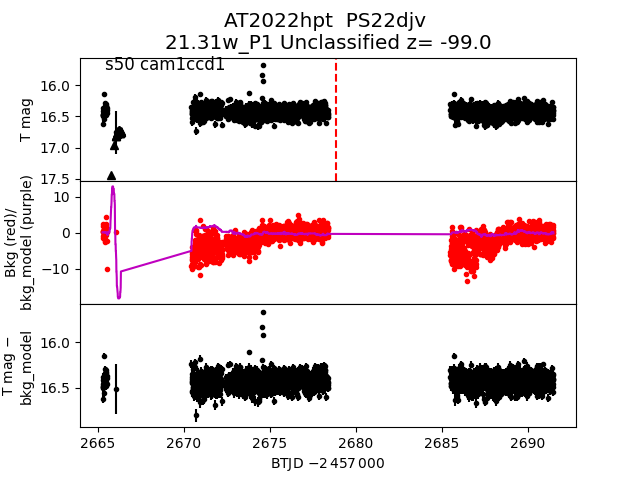 AT2022hpt  PS22djv
21.31w_P1 Unclassified z= -99.0
s50 cam1ccd1
T mag
16.0
16.5
17.0
17.5
Bkg (red)/
bkg_model (purple)
10
0
−10
T mag −
bkg_model
16.0
16.5
2665
2670
2675
2680
2685
2690
BTJD −2 457 000